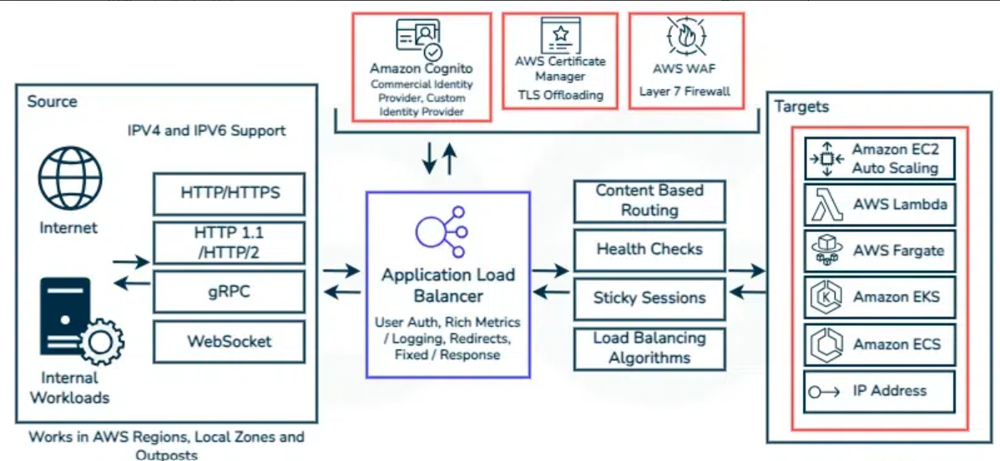 Amazon Cognito
Commercial Identity
Provider, Custom
Identity Provider
AWS Certificate
Manager
TLS Offloading
AWS WAF
Layer 7 Firewall
Source
IPV4 and IPV6 Support
Internet
Internal
Workloads
HTTP/HTTPS
HTTP 1.1
/HTTP/2
gRPC
WebSocket
Works in AWS Regions, Local Zones and
Outposts
Application Load
Balancer
User Auth, Rich Metrics
/ Logging, Redirects,
Fixed / Response
Content Based
Routing
Health Checks
Sticky Sessions
Load Balancing
Algorithms
Targets
Amazon EC2
Auto Scaling
AWS Lambda
AWS Fargate
K
Amazon EKS
Amazon ECS
IP Address